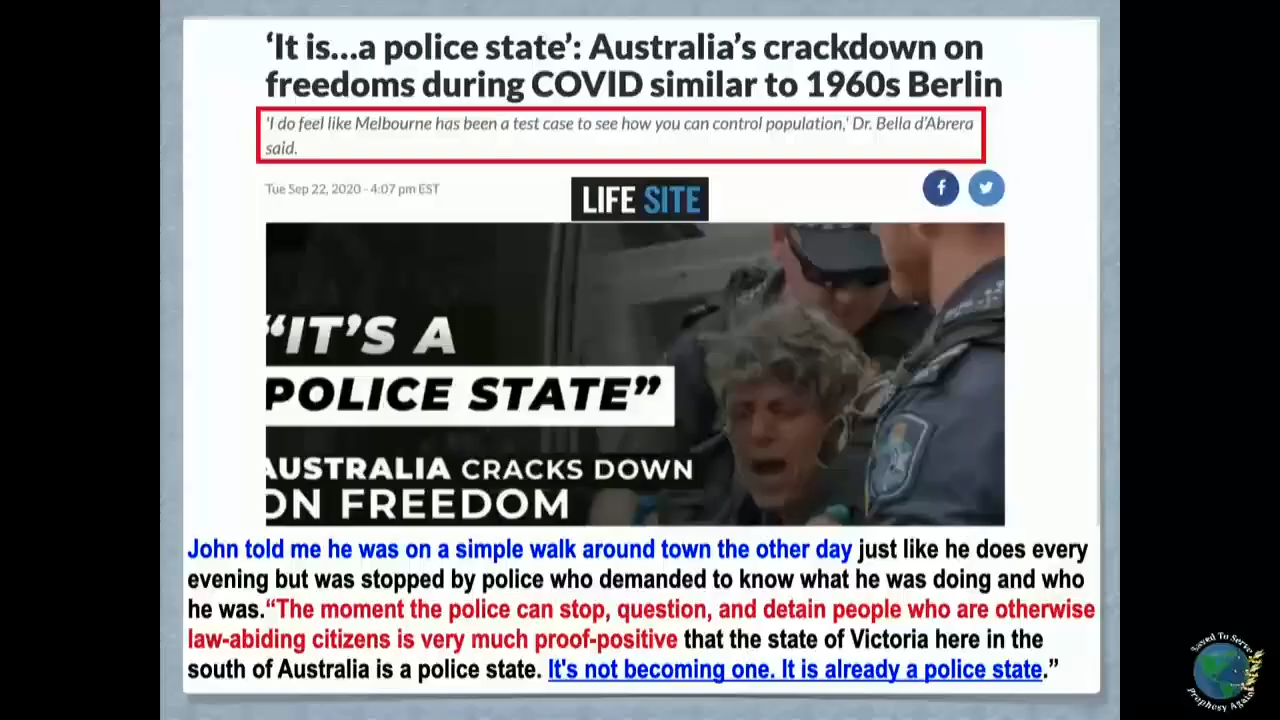 ‘It is...a police state’: Australia’s crackdown on
freedoms during COVID similar to 1960s Berlin
'I do feel like Melbourne has been a test case to see how you can control population,' Dr. Bella d’Abrera
said.
Tue Sep 22, 2020 - 4:07 pm EST
LIFE SITE
“IT’S A
POLICE STATE”
AUSTRALIA CRACKS DOWN
ON FREEDOM
John told me he was on a simple walk around town the other day just like he does every
evening but was stopped by police who demanded to know what he was doing and who
he was.“The moment the police can stop, question, and detain people who are otherwise
law-abiding citizens is very much proof-positive that the state of Victoria here in the
south of Australia is a police state. It's not becoming one. It is already a police state.”
Saved To Serve
Prophesy Again